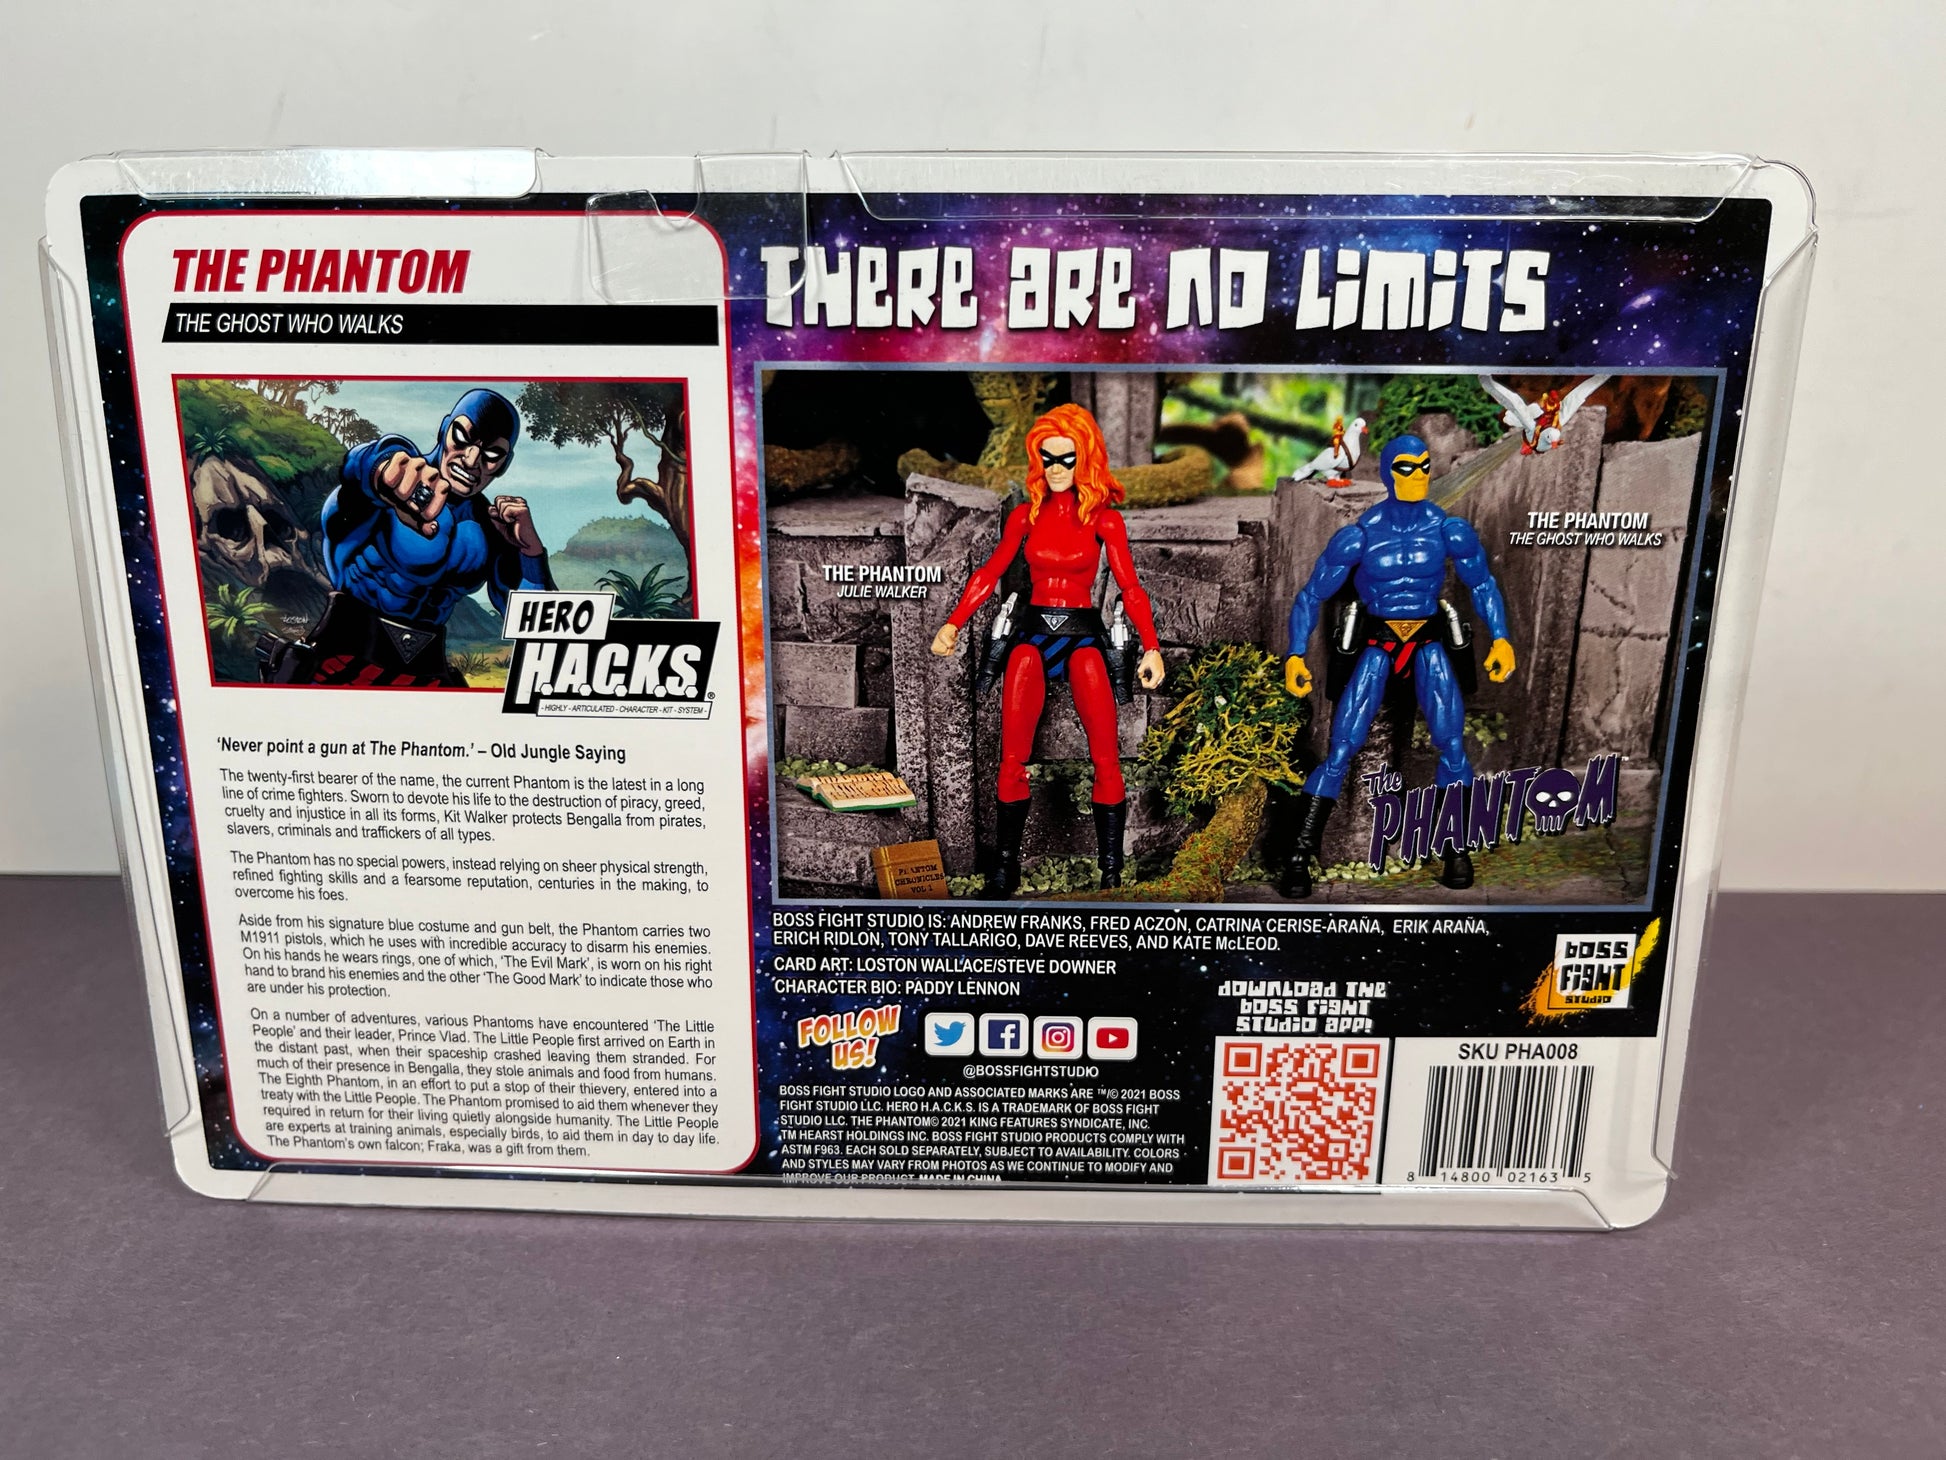 THE PHANTOM
THE GHOST WHO WALKS
HERO
H.A.C.K.S.®
- HIGHLY - ARTICULATED - CHARACTER - KIT - SYSTEM -
'Never point a gun at The Phantom.' – Old Jungle Saying
The twenty-first bearer of the name, the current Phantom is the latest in a long
line of crime fighters. Sworn to devote his life to the destruction of piracy, greed,
cruelty and injustice in all its forms, Kit Walker protects Bengalla from pirates,
slavers, criminals and traffickers of all types.
The Phantom has no special powers, instead relying on sheer physical strength,
refined fighting skills and a fearsome reputation, centuries in the making, to
overcome his foes.
Aside from his signature blue costume and gun belt, the Phantom carries two
M1911 pistols, which he uses with incredible accuracy to disarm his enemies.
On his hands he wears rings, one of which, 'The Evil Mark', is worn on his right
hand to brand his enemies and the other 'The Good Mark' to indicate those who
are under his protection.
On a number of adventures, various Phantoms have encountered 'The Little
People' and their leader, Prince Vlad. The Little People first arrived on Earth in
the distant past, when their spaceship crashed leaving them stranded. For
much of their presence in Bengalla, they stole animals and food from humans.
The Eighth Phantom, in an effort to put a stop of their thievery, entered into a
treaty with the Little People. The Phantom promised to aid them whenever they
required in return for their living quietly alongside humanity. The Little People
are experts at training animals, especially birds, to aid them in day to day life.
The Phantom's own falcon; Fraka, was a gift from them.
THERE ARE NO LIMITS
THE PHANTOM
JULIE WALKER
THE PHANTOM
THE GHOST WHO WALKS
The
PHANTOM
PHANTOM
CHRONICLES
VOL 1
BOSS FIGHT STUDIO IS: ANDREW FRANKS, FRED ACZON, CATRINA CERISE-ARAÑA, ERIK ARAÑA,
ERICH RIDLON, TONY TALLARIGO, DAVE REEVES, AND KATE McLEOD.
CARD ART: LOSTON WALLACE/STEVE DOWNER
CHARACTER BIO: PADDY LENNON
FOLLOW
US!
@BOSSFIGHTSTUDIO
BOSS FIGHT STUDIO LOGO AND ASSOCIATED MARKS ARE ™/© 2021 BOSS
FIGHT STUDIO LLC. HERO H.A.C.K.S. IS A TRADEMARK OF BOSS FIGHT
STUDIO LLC. THE PHANTOM© 2021 KING FEATURES SYNDICATE, INC.
TM HEARST HOLDINGS INC. BOSS FIGHT STUDIO PRODUCTS COMPLY WITH
ASTM F963. EACH SOLD SEPARATELY, SUBJECT TO AVAILABILITY. COLORS
AND STYLES MAY VARY FROM PHOTOS AS WE CONTINUE TO MODIFY AND
IMPROVE OUR PRODUCT. MADE IN CHINA
DOWNLOAD THE
BOSS FIGHT
STUDIO APP!
BOSS
FIGHT
STUDIO
SKU PHA008
8 14800 02163 5